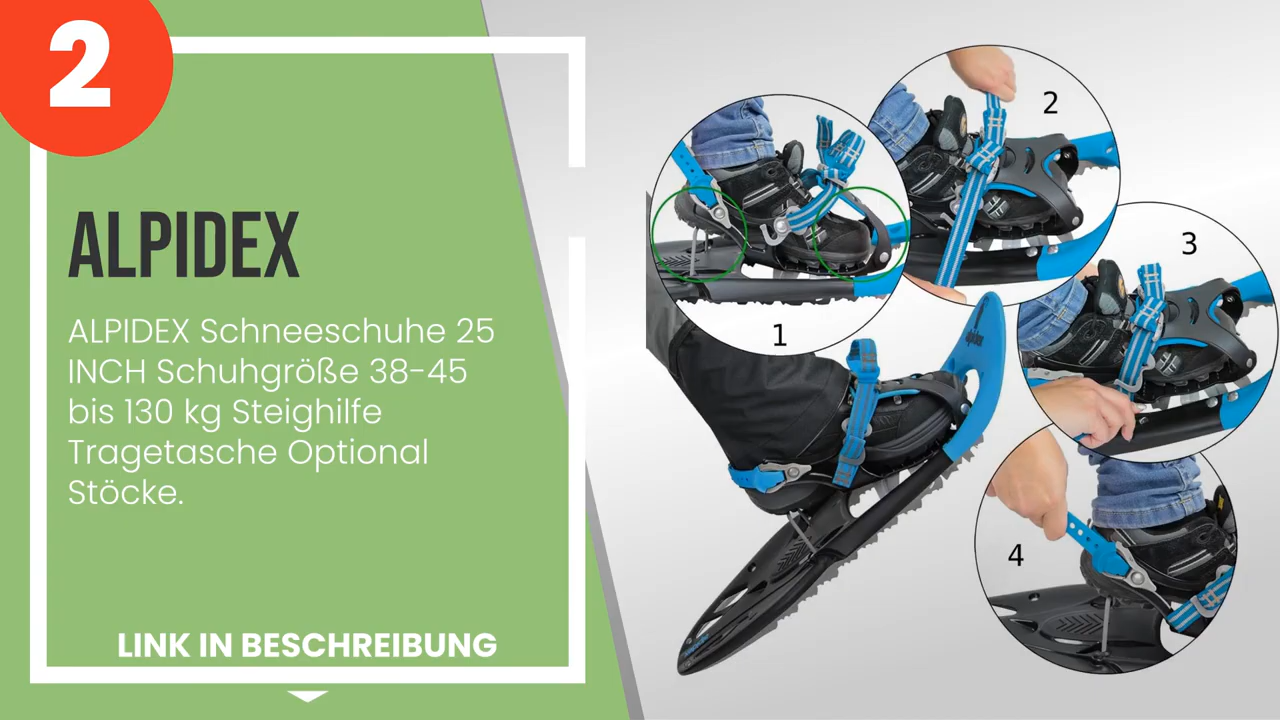 2
ALPIDEX
ALPIDEX Schneeschuhe 25
INCH Schuhgröße 38-45
bis 130 kg Steighilfe
Tragetasche Optional
Stöcke.
LINK IN BESCHREIBUNG
1
2
3
4
alpidex